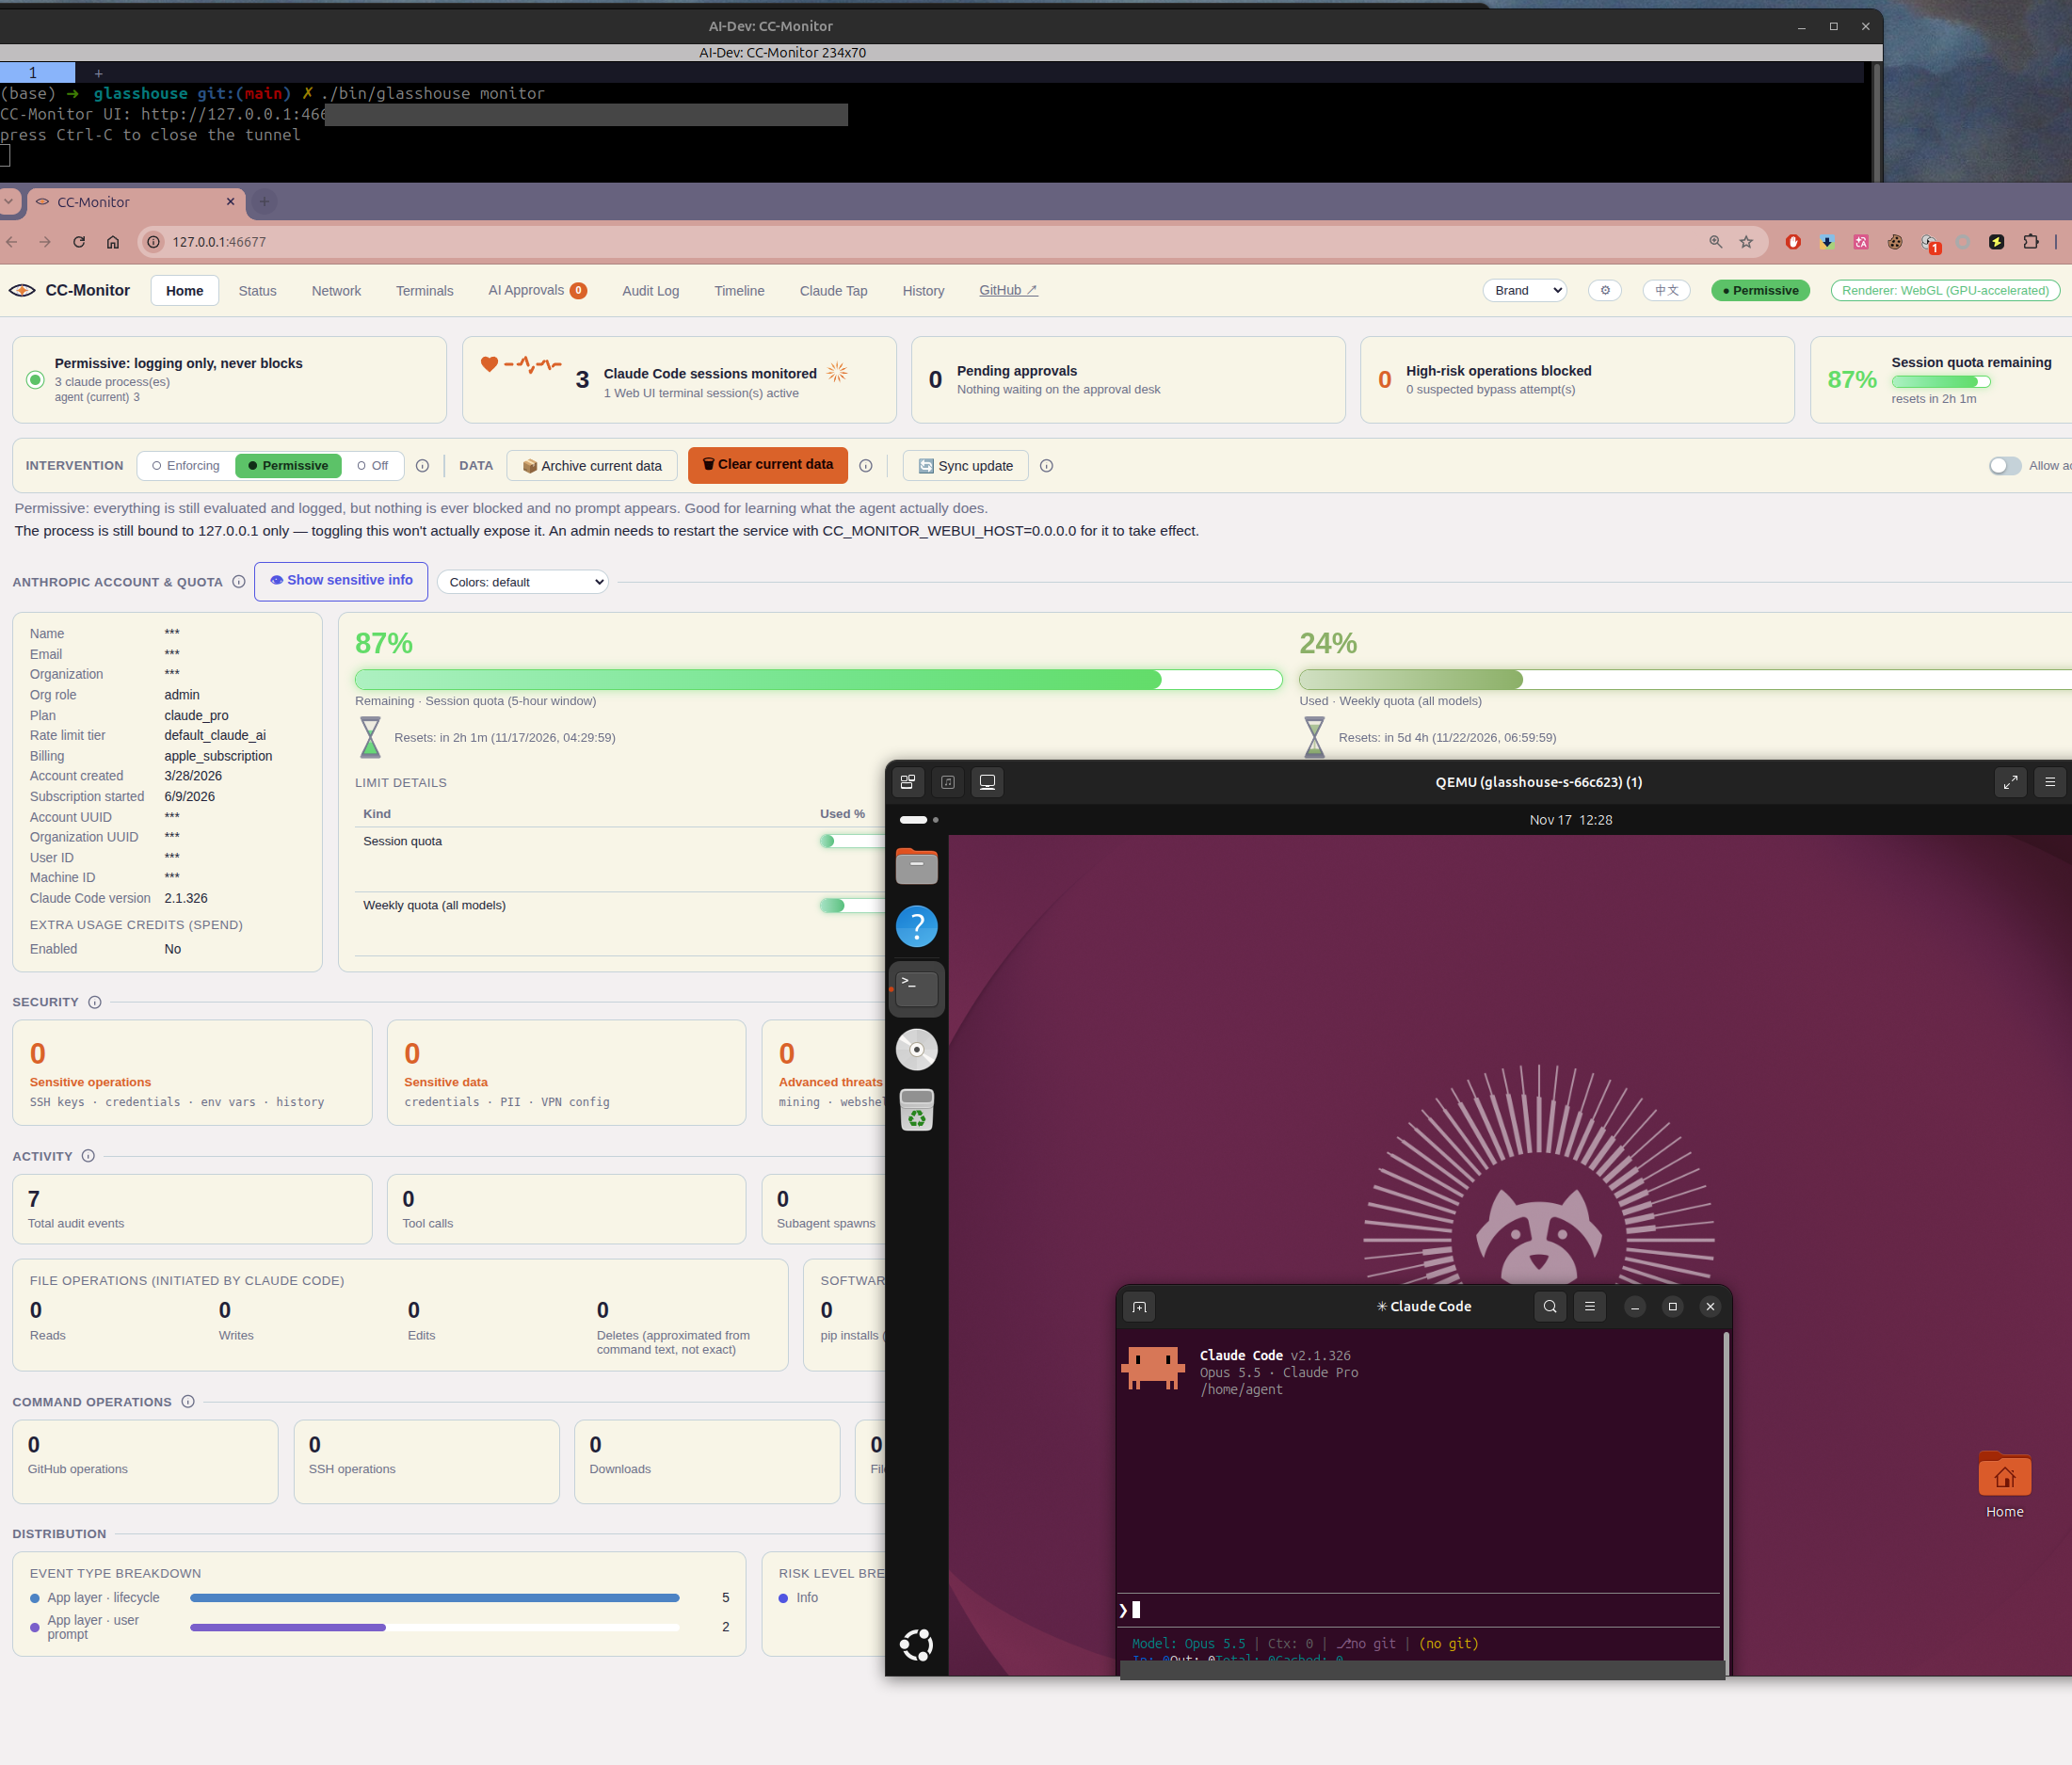 AI-Dev: CC-Monitor
AI-Dev: CC-Monitor 234x70
1 +
(base) ➜ glasshouse git:(main) ✗ ./bin/glasshouse monitor
CC-Monitor UI: http://127.0.0.1:466
press Ctrl-C to close the tunnel
CC-Monitor
127.0.0.1:46677
1
CC-Monitor Home Status Network Terminals AI Approvals 0 Audit Log Timeline Claude Tap History GitHub ↗ Brand 中文 ● Permissive Renderer: WebGL (GPU-accelerated)
Permissive: logging only, never blocks
3 claude process(es)
agent (current) 3
3 Claude Code sessions monitored
1 Web UI terminal session(s) active
0 Pending approvals
Nothing waiting on the approval desk
0 High-risk operations blocked
0 suspected bypass attempt(s)
87% Session quota remaining
resets in 2h 1m
INTERVENTION Enforcing Permissive Off DATA Archive current data Clear current data Sync update Allow
Permissive: everything is still evaluated and logged, but nothing is ever blocked and no prompt appears. Good for learning what the agent actually does.
The process is still bound to 127.0.0.1 only — toggling this won't actually expose it. An admin needs to restart the service with CC_MONITOR_WEBUI_HOST=0.0.0.0 for it to take effect.
ANTHROPIC ACCOUNT & QUOTA Show sensitive info Colors: default
Name ***
Email ***
Organization ***
Org role admin
Plan claude_pro
Rate limit tier default_claude_ai
Billing apple_subscription
Account created 3/28/2026
Subscription started 6/9/2026
Account UUID ***
Organization UUID ***
User ID ***
Machine ID ***
Claude Code version 2.1.326
EXTRA USAGE CREDITS (SPEND)
Enabled No
87%
Remaining · Session quota (5-hour window)
Resets: in 2h 1m (11/17/2026, 04:29:59)
24%
Used · Weekly quota (all models)
Resets: in 5d 4h (11/22/2026, 06:59:59)
LIMIT DETAILS
Kind Used %
Session quota
Weekly quota (all models)
SECURITY
0
Sensitive operations
SSH keys · credentials · env vars · history
0
Sensitive data
credentials · PII · VPN config
0
Advanced threats
mining ·
ACTIVITY
7
Total audit events
0
Tool calls
0
Subagent spawns
FILE OPERATIONS (INITIATED BY CLAUDE CODE)
0
Reads
0
Writes
0
Edits
0
Deletes (approximated from
command text, not exact)
0
pip installs (
COMMAND OPERATIONS
0
GitHub operations
0
SSH operations
0
Downloads
0
DISTRIBUTION
EVENT TYPE BREAKDOWN
App layer · lifecycle 5
App layer · user
prompt 2
RISK LEVEL
Info
QEMU (glasshouse-s-66c623) (1)
Nov 17 12:28
Claude Code
Claude Code v2.1.326
Opus 5.5 · Claude Pro
/home/agent
❯
Model: Opus 5.5 | Ctx: 0 | ⎇no git | (no git)
In: 0Out: 0Total: 0Cached: 0
Home